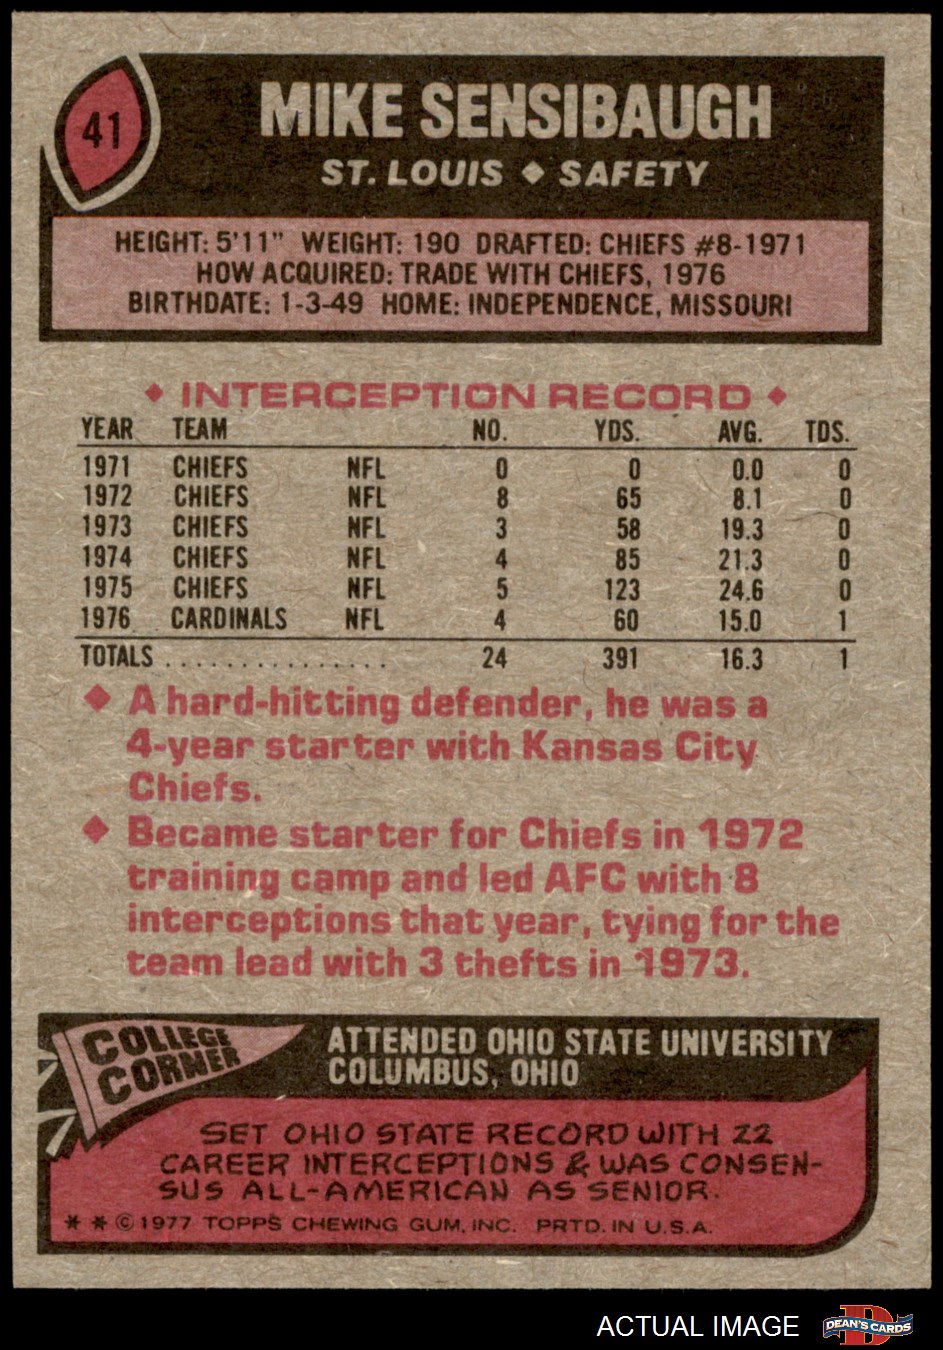 41
MIKE SENSIBAUGH
ST. LOUIS ◆ SAFETY
HEIGHT: 5'11" WEIGHT: 190 DRAFTED: CHIEFS #8-1971
HOW ACQUIRED: TRADE WITH CHIEFS, 1976
BIRTHDATE: 1-3-49 HOME: INDEPENDENCE, MISSOURI
◆ INTERCEPTION RECORD ◆
YEAR TEAM NO. YDS. AVG. TDS.
1971 CHIEFS NFL 0 0 0.0 0
1972 CHIEFS NFL 8 65 8.1 0
1973 CHIEFS NFL 3 58 19.3 0
1974 CHIEFS NFL 4 85 21.3 0
1975 CHIEFS NFL 5 123 24.6 0
1976 CARDINALS NFL 4 60 15.0 1
TOTALS ............... 24 391 16.3 1
◆ A hard-hitting defender, he was a
4-year starter with Kansas City
Chiefs.
◆ Became starter for Chiefs in 1972
training camp and led AFC with 8
interceptions that year, tying for the
team lead with 3 thefts in 1973.
COLLEGE
CORNER
ATTENDED OHIO STATE UNIVERSITY
COLUMBUS, OHIO
SET OHIO STATE RECORD WITH 22
CAREER INTERCEPTIONS & WAS CONSEN-
SUS ALL-AMERICAN AS SENIOR.
* * © 1977 TOPPS CHEWING GUM, INC. PRTD. IN U.S.A.
ACTUAL IMAGE
D
DEAN'S CARDS